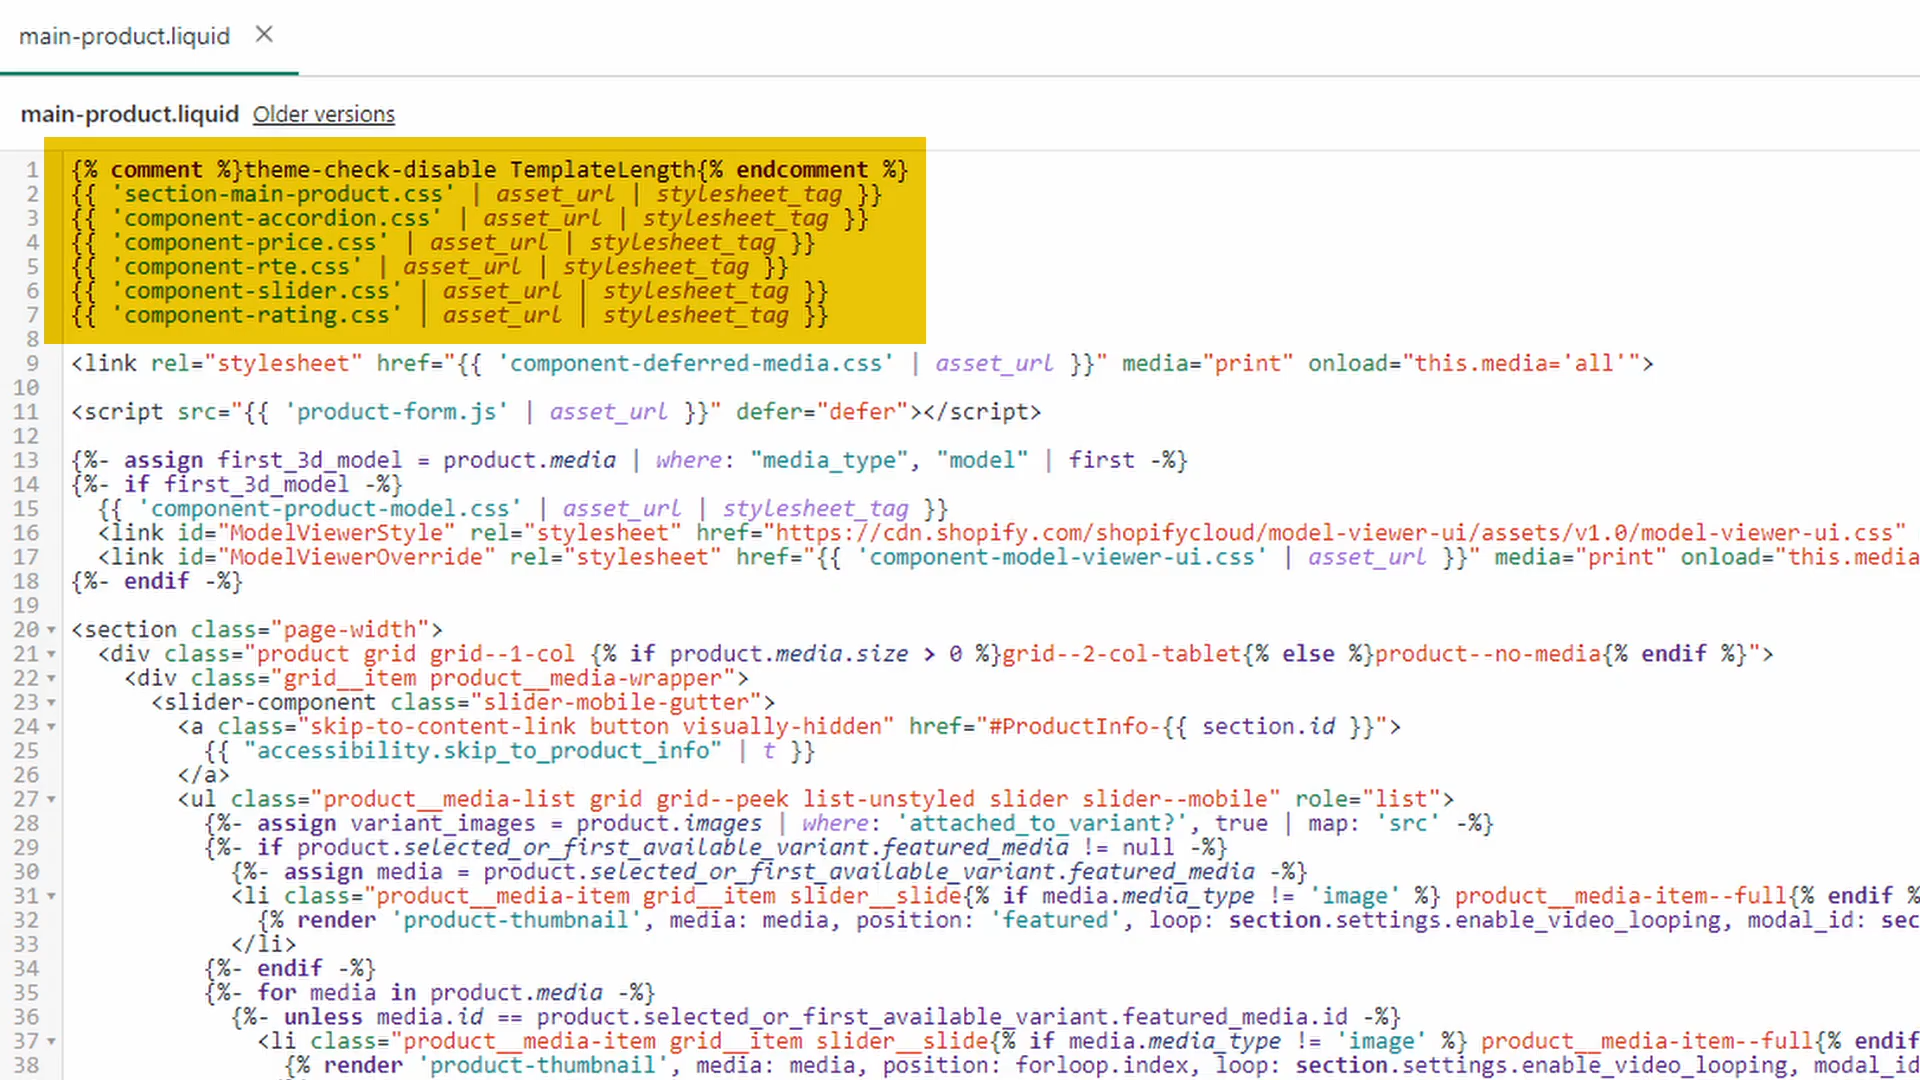 main-product.liquid ×
main-product.liquid Older versions
1 {% comment %}theme-check-disable TemplateLength{% endcomment %}
2 {{ 'section-main-product.css' | asset_url | stylesheet_tag }}
3 {{ 'component-accordion.css' | asset_url | stylesheet_tag }}
4 {{ 'component-price.css' | asset_url | stylesheet_tag }}
5 {{ 'component-rte.css' | asset_url | stylesheet_tag }}
6 {{ 'component-slider.css' | asset_url | stylesheet_tag }}
7 {{ 'component-rating.css' | asset_url | stylesheet_tag }}
8
9 <link rel="stylesheet" href="{{ 'component-deferred-media.css' | asset_url }}" media="print" onload="this.media='all'">
10
11 <script src="{{ 'product-form.js' | asset_url }}" defer="defer"></script>
12
13 {%- assign first_3d_model = product.media | where: "media_type", "model" | first -%}
14 {%- if first_3d_model -%}
15 {{ 'component-product-model.css' | asset_url | stylesheet_tag }}
16 <link id="ModelViewerStyle" rel="stylesheet" href="https://cdn.shopify.com/shopifycloud/model-viewer-ui/assets/v1.0/model-viewer-ui.css"
17 <link id="ModelViewerOverride" rel="stylesheet" href="{{ 'component-model-viewer-ui.css' | asset_url }}" media="print" onload="this.media
18 {%- endif -%}
19
20 <section class="page-width">
21 <div class="product grid grid--1-col {% if product.media.size > 0 %}grid--2-col-tablet{% else %}product--no-media{% endif %}">
22 <div class="grid__item product__media-wrapper">
23 <slider-component class="slider-mobile-gutter">
24 <a class="skip-to-content-link button visually-hidden" href="#ProductInfo-{{ section.id }}">
25 {{ "accessibility.skip_to_product_info" | t }}
26 </a>
27 <ul class="product__media-list grid grid--peek list-unstyled slider slider--mobile" role="list">
28 {%- assign variant_images = product.images | where: 'attached_to_variant?', true | map: 'src' -%}
29 {%- if product.selected_or_first_available_variant.featured_media != null -%}
30 {%- assign media = product.selected_or_first_available_variant.featured_media -%}
31 <li class="product__media-item grid__item slider__slide{% if media.media_type != 'image' %} product__media-item--full{% endif %
32 {% render 'product-thumbnail', media: media, position: 'featured', loop: section.settings.enable_video_looping, modal_id: sec
33 </li>
34 {%- endif -%}
35 {%- for media in product.media -%}
36 {%- unless media.id == product.selected_or_first_available_variant.featured_media.id -%}
37 <li class="product__media-item grid__item slider__slide{% if media.media_type != 'image' %} product__media-item--full{% endif
38 {% render 'product-thumbnail', media: media, position: forloop.index, loop: section.settings.enable_video_looping, modal_id